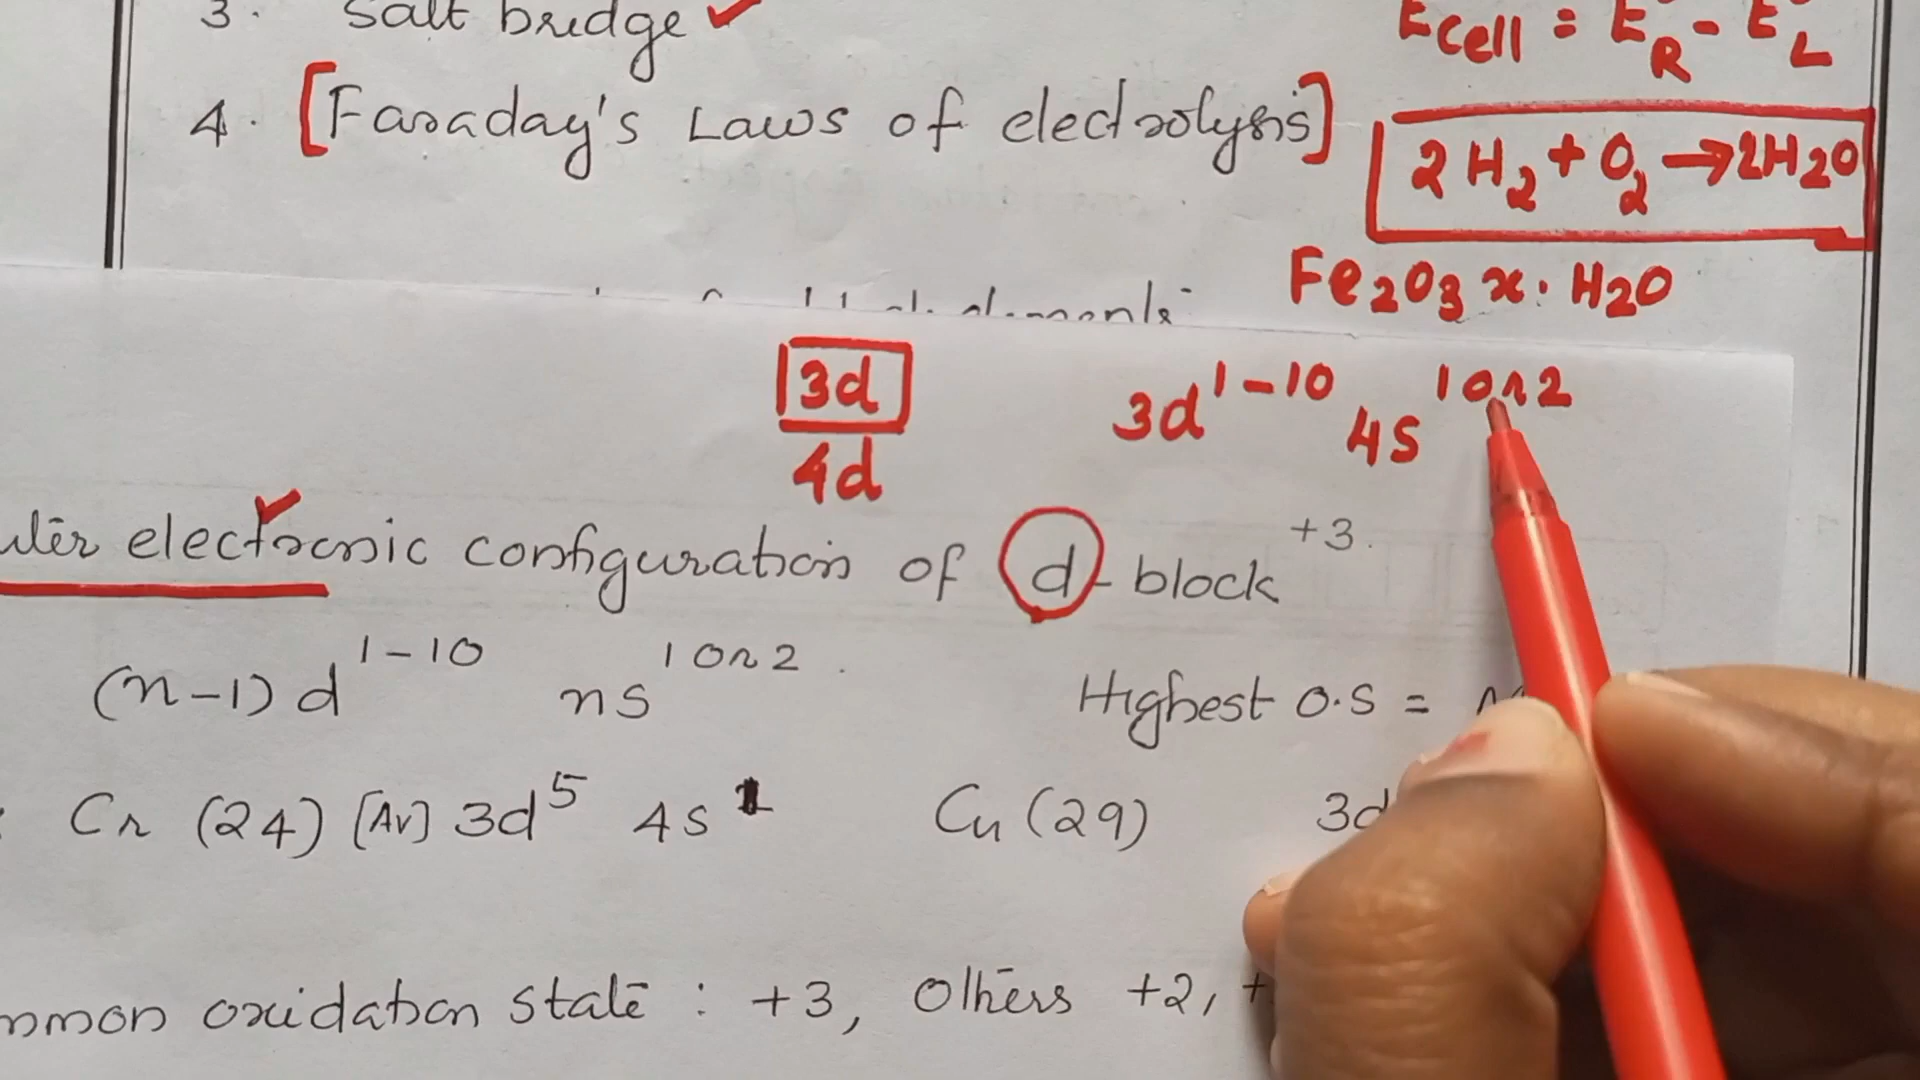 3. Salt bridge ✓
Ecell = E°R - E°L
4. [Faraday's Laws of electrolysis]
2H₂ + O₂ → 2H₂O
Fe₂O₃ x. H₂O
3d
4d
3d¹⁻¹⁰ 4s¹ ᵒʳ ²
electronic configuration of d-block +3.
(n-1)d¹⁻¹⁰ ns¹ ᵒʳ ².
Highest O.S =
Cr (24) [Ar] 3d⁵ 4s¹
Cu (29) 3d
oxidation state : +3, Others +2,